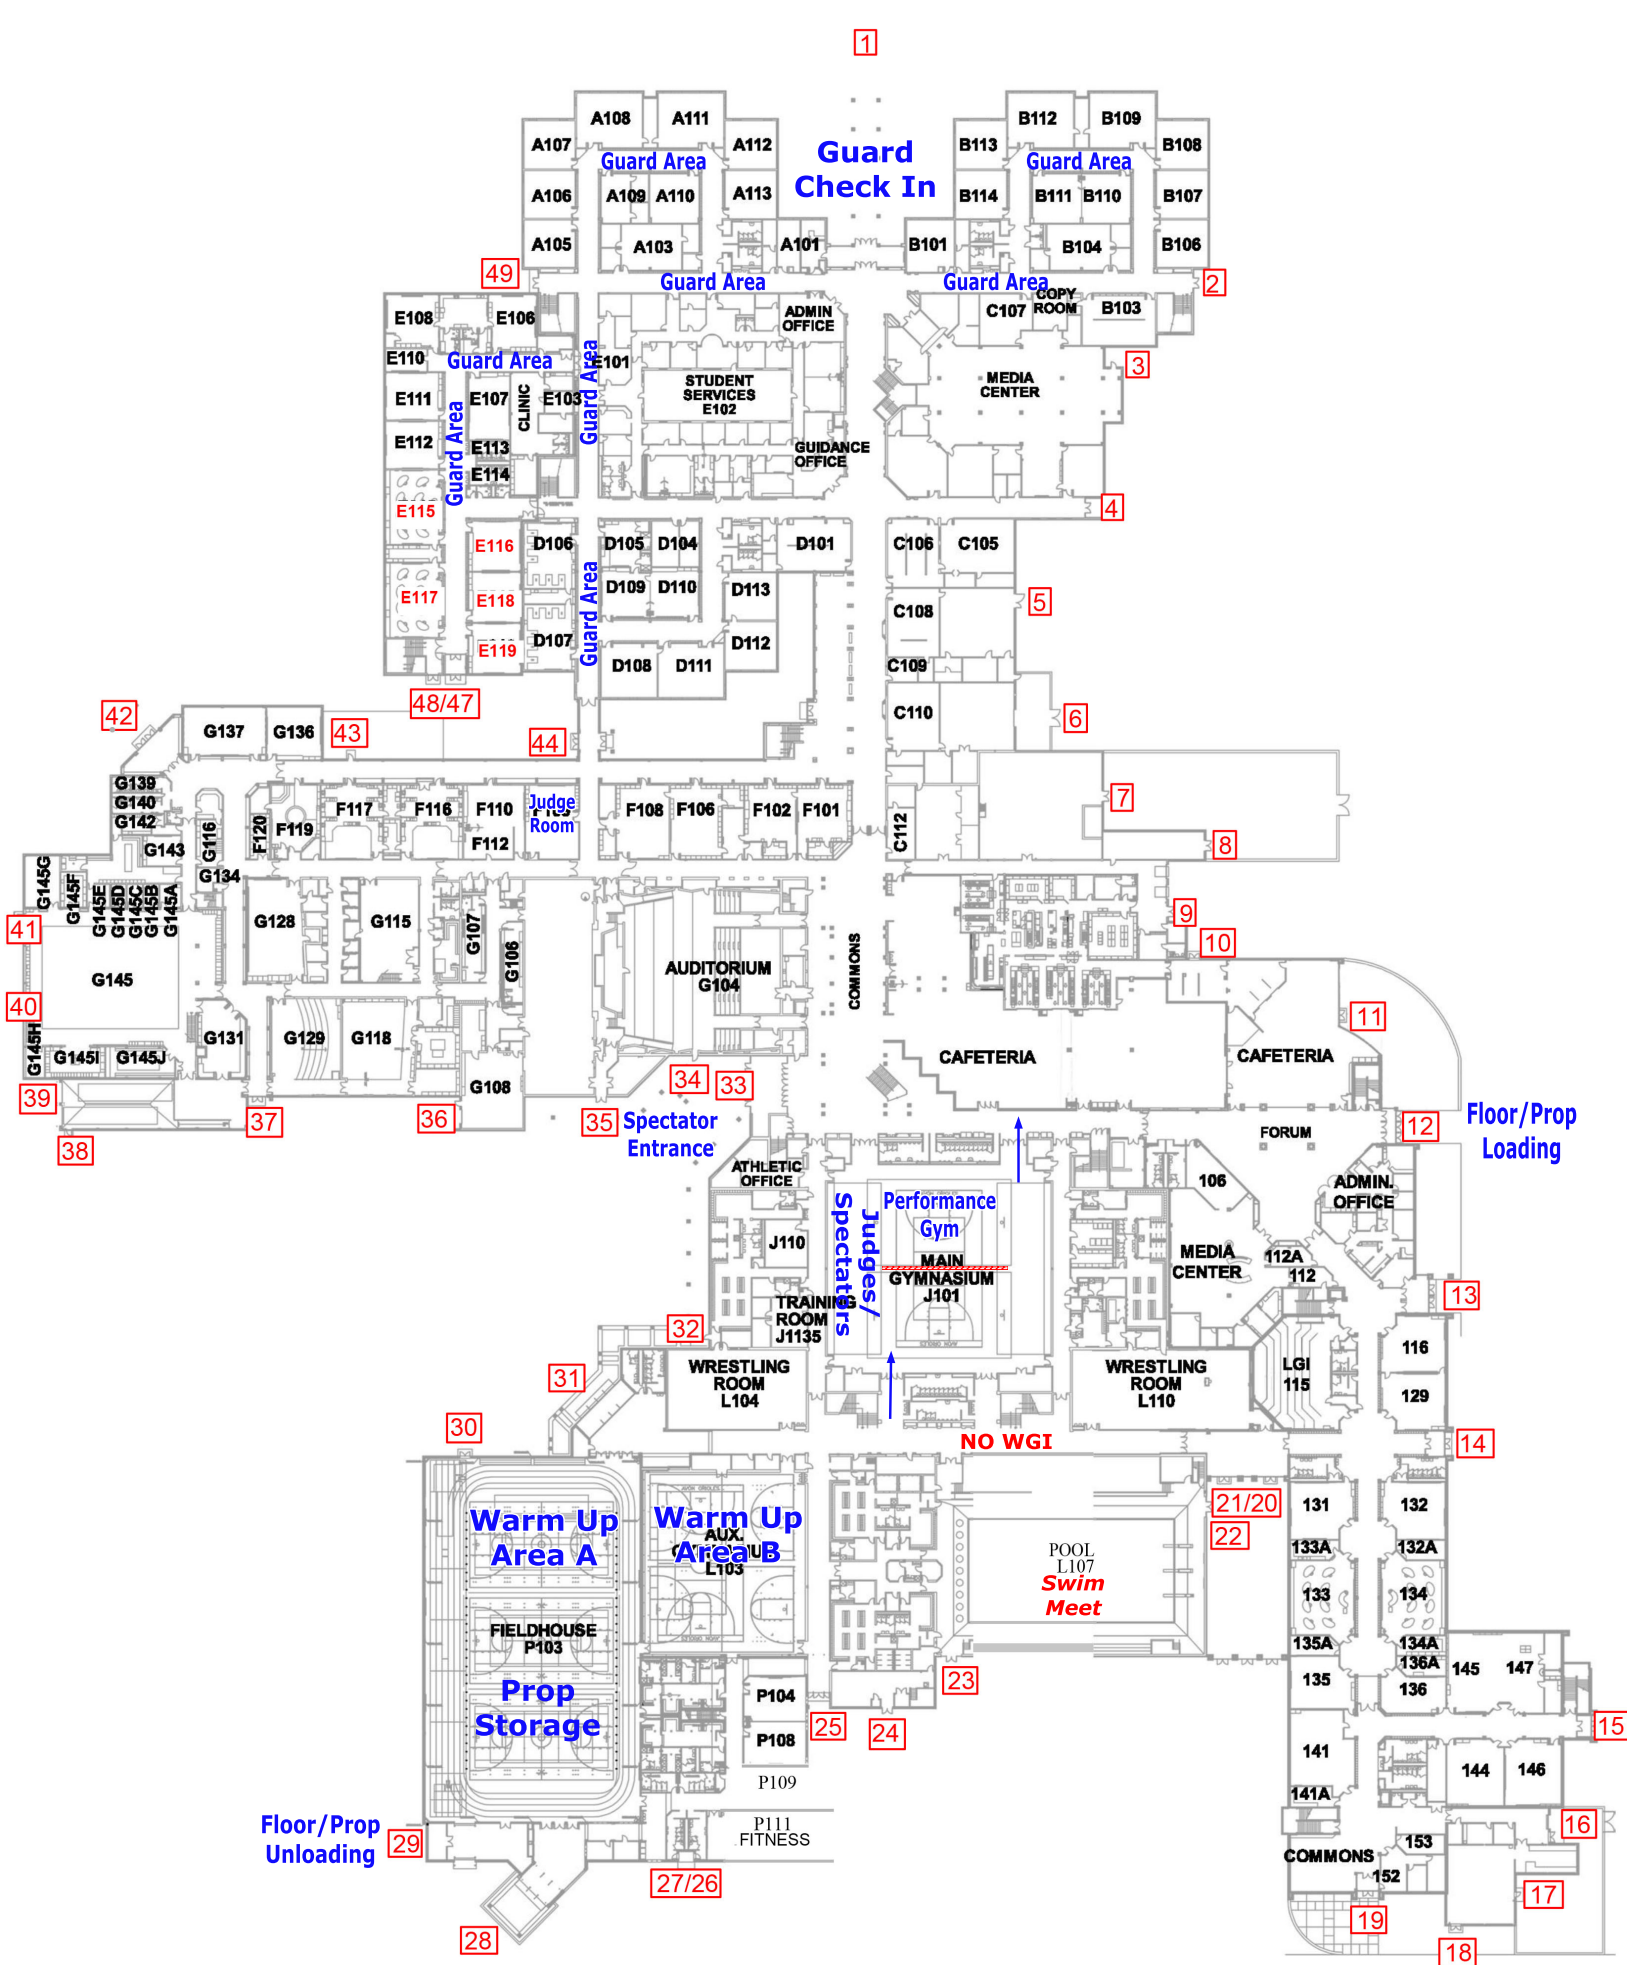 1
A108
A111
B112
B109
A107
A112
Guard
Check In
B113
B108
Guard Area
Guard Area
A106
A109
A110
A113
B114
B111
B110
B107
A105
A103
A101
B101
B104
B106
49
Guard Area
Guard Area
2
COPY
ROOM
E108
E106
ADMIN
OFFICE
C107
B103
E110
Guard Area
Guard Area
E101
3
E111
E107
CLINIC
E103
STUDENT
SERVICES
E102
MEDIA
CENTER
E112
Guard Area
E113
E114
GUIDANCE
OFFICE
E115
4
E116
D106
D105
D104
D101
C106
C105
E117
E118
Guard Area
D109
D110
D113
C108
5
E119
D107
D108
D111
D112
C109
48/47
42
G137
G136
43
44
C110
6
G139
G140
G142
G143
G116
F120
F119
F117
F116
F110
F112
Judge
Room
F108
F106
F102
F101
C112
7
8
G145G
G145F
G145E
G145D
G145C
G145B
G145A
G134
41
G128
G115
G107
G106
AUDITORIUM
G104
COMMONS
9
10
G145
40
11
G145H
G145I
G145J
G131
G129
G118
CAFETERIA
CAFETERIA
39
G108
34
33
38
37
36
35
Spectator
Entrance
FORUM
12
Floor/Prop
Loading
ATHLETIC
OFFICE
106
ADMIN.
OFFICE
J110
Judges/
Spectators
Performance
Gym
MAIN
GYMNASIUM
J101
MEDIA
CENTER
112A
112
13
TRAINING
ROOM
J1135
32
31
WRESTLING
ROOM
L104
WRESTLING
ROOM
L110
LGI
115
116
129
30
NO WGI
14
Warm Up
Area A
Warm Up
Area B
AUX.
L103
21/20
22
131
132
133A
132A
POOL
L107
Swim
Meet
133
134
FIELDHOUSE
P103
135A
134A
136A
145
147
23
135
136
Prop
Storage
P104
P108
25
24
15
141
141A
144
146
P109
Floor/Prop
Unloading
29
P111
FITNESS
16
153
COMMONS
152
27/26
17
28
19
18